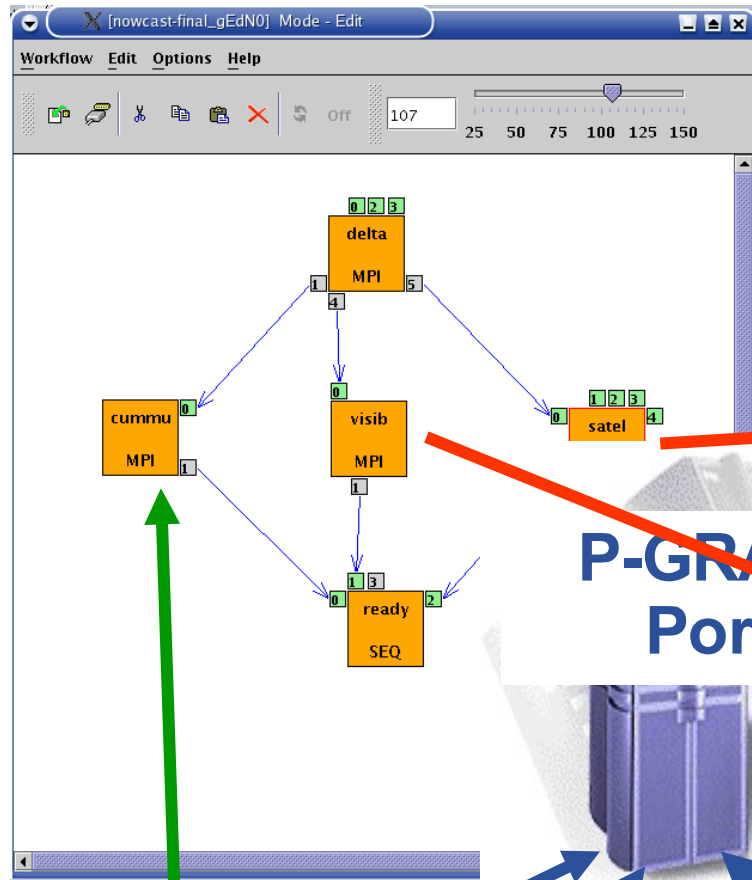 [nowcast-final_gEdN0] Mode - Edit
Workflow Edit Options Help
Off 107
25 50 75 100 125 150
0 2 3
delta
MPI
1 5
4
0
cummu
MPI
1
0
visib
MPI
1
1 2 3
0 4
satel
1 3
0 2
ready
SEQ
P-GRA
Por